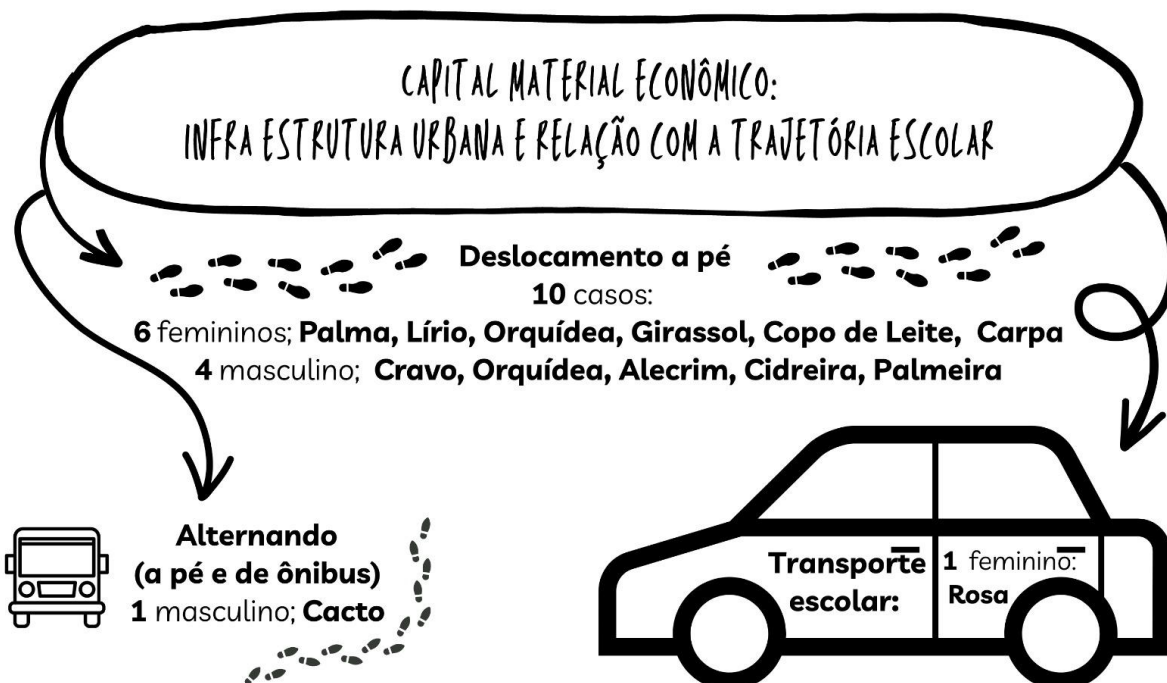 CAPITAL MATERIAL ECONÔMICO:
INFRA ESTRUTURA URBANA E RELAÇÃO COM A TRAJETÓRIA ESCOLAR
Deslocamento a pé
10 casos:
6 femininos; Palma, Lírio, Orquídea, Girassol, Copo de Leite, Carpa
4 masculino; Cravo, Orquídea, Alecrim, Cidreira, Palmeira
Alternando
(a pé e de ônibus)
1 masculino; Cacto
Transporte
escolar:
1 feminino:
Rosa